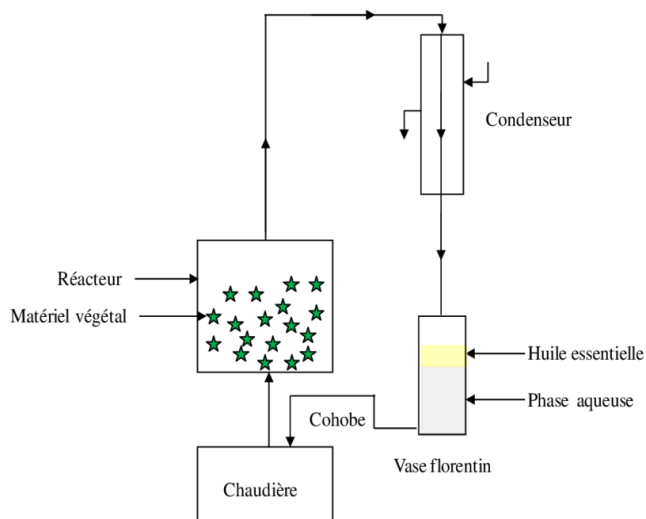 Condenseur
Réacteur
Matériel végétal
Huile essentielle
Phase aqueuse
Cohobe
Vase florentin
Chaudière